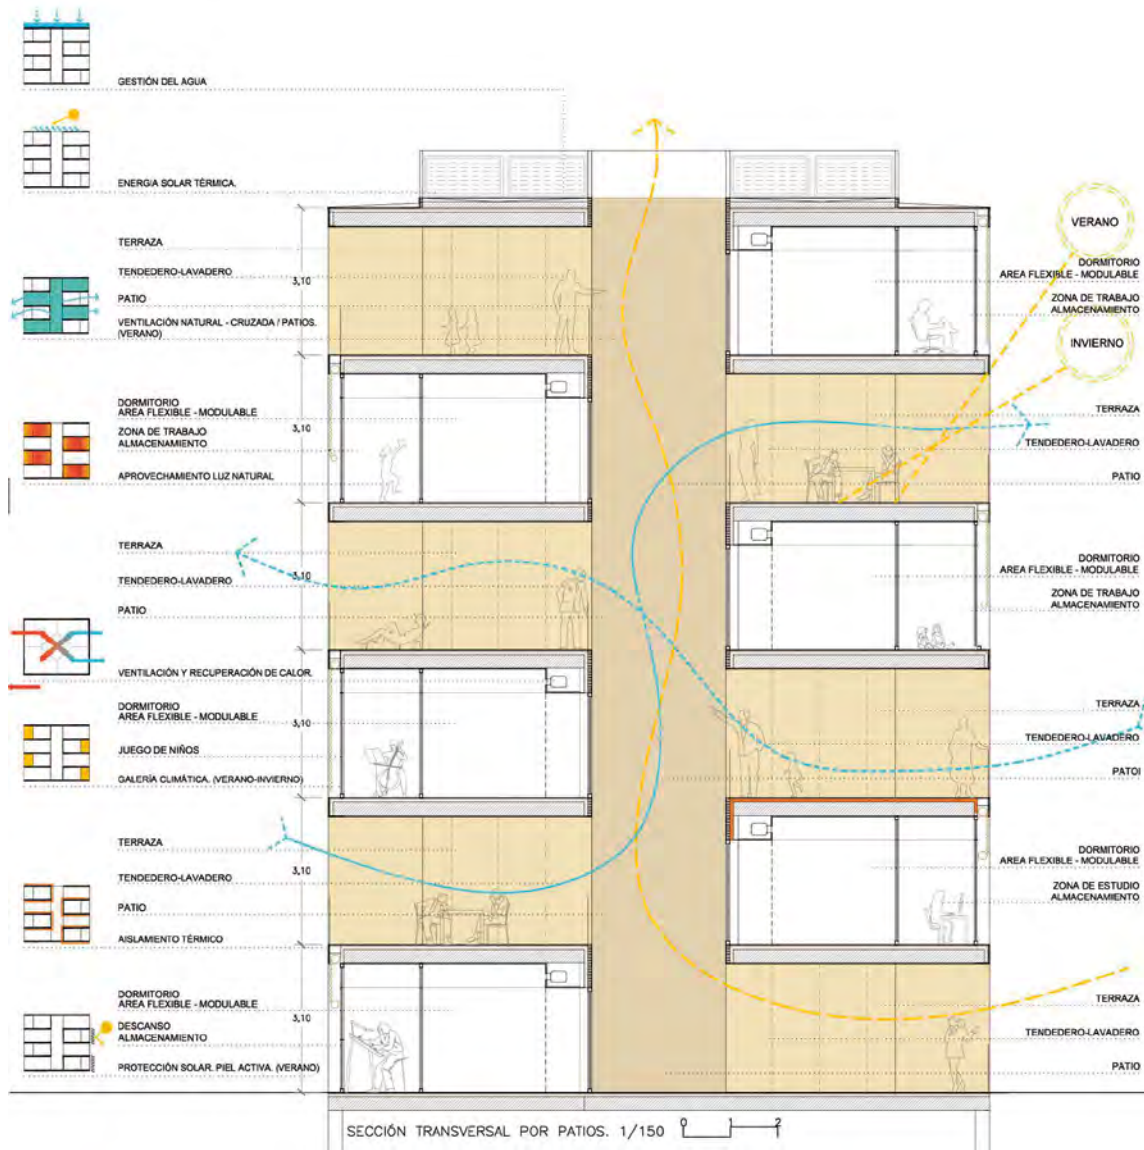 GESTIÓN DEL AGUA
ENERGIA SOLAR TÉRMICA.
TERRAZA
TENDEDERO-LAVADERO
PATIO
VENTILACIÓN NATURAL - CRUZADA / PATIOS.
(VERANO)
DORMITORIO
AREA FLEXIBLE - MODULABLE
ZONA DE TRABAJO
ALMACENAMIENTO
APROVECHAMIENTO LUZ NATURAL
TERRAZA
TENDEDERO-LAVADERO
PATIO
VENTILACIÓN Y RECUPERACIÓN DE CALOR.
DORMITORIO
AREA FLEXIBLE - MODULABLE
JUEGO DE NIÑOS
GALERÍA CLIMÁTICA. (VERANO-INVIERNO)
TERRAZA
TENDEDERO-LAVADERO
PATIO
AISLAMIENTO TÉRMICO
DORMITORIO
AREA FLEXIBLE - MODULABLE
DESCANSO
ALMACENAMIENTO
PROTECCIÓN SOLAR. PIEL ACTIVA. (VERANO)
3,10
3,10
3,10
3,10
3,10
3,10
VERANO
DORMITORIO
AREA FLEXIBLE - MODULABLE
ZONA DE TRABAJO
ALMACENAMIENTO
INVIERNO
TERRAZA
TENDEDERO-LAVADERO
PATIO
DORMITORIO
AREA FLEXIBLE - MODULABLE
ZONA DE TRABAJO
ALMACENAMIENTO
TERRAZA
TENDEDERO-LAVADERO
PATOI
DORMITORIO
AREA FLEXIBLE - MODULABLE
ZONA DE ESTUDIO
ALMACENAMIENTO
TERRAZA
TENDEDERO-LAVADERO
PATIO
SECCIÓN TRANSVERSAL POR PATIOS. 1/150
0 1 2